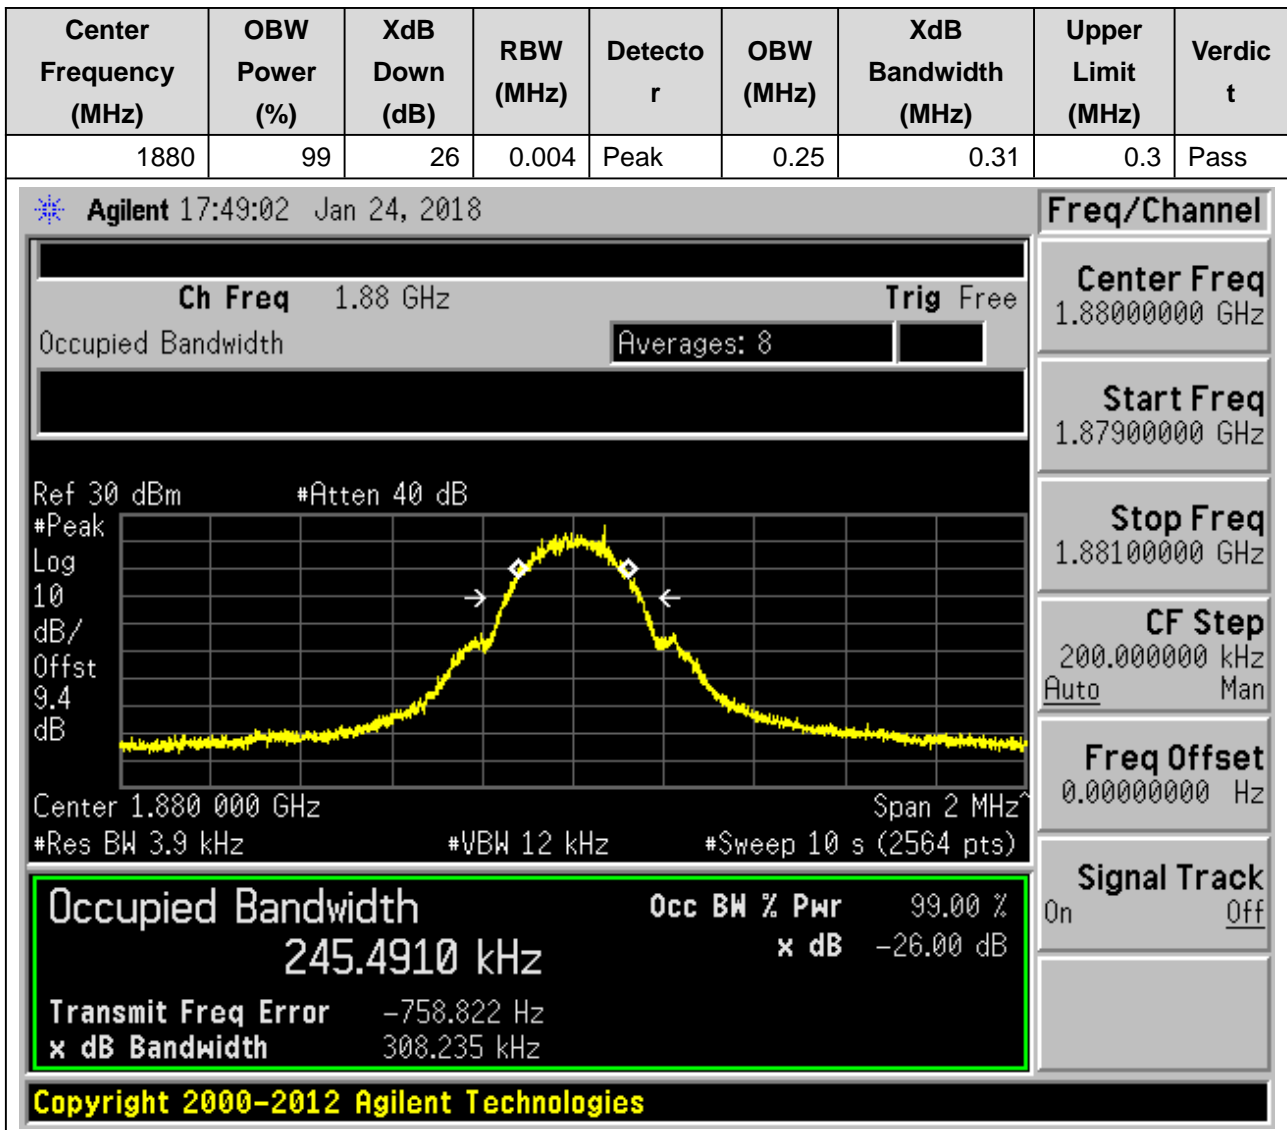 Center Frequency (MHz) OBW Power (%) XdB Down (dB) RBW (MHz) Detecto r OBW (MHz) XdB Bandwidth (MHz) Upper Limit (MHz) Verdic t
1880 99 26 0.004 Peak 0.25 0.31 0.3 Pass
Agilent 17:49:02 Jan 24, 2018
Ch Freq 1.88 GHz Trig Free
Occupied Bandwidth Averages: 8
Ref 30 dBm #Atten 40 dB
#Peak
Log
10
dB/
Offst
9.4
dB
Center 1.880 000 GHz Span 2 MHz^
#Res BW 3.9 kHz #VBW 12 kHz #Sweep 10 s (2564 pts)
Occupied Bandwidth Occ BW % Pwr 99.00 %
245.4910 kHz x dB -26.00 dB
Transmit Freq Error -758.822 Hz
x dB Bandwidth 308.235 kHz
Copyright 2000-2012 Agilent Technologies
Freq/Channel
Center Freq
1.88000000 GHz
Start Freq
1.87900000 GHz
Stop Freq
1.88100000 GHz
CF Step
200.000000 kHz
Auto Man
Freq Offset
0.00000000 Hz
Signal Track
On Off